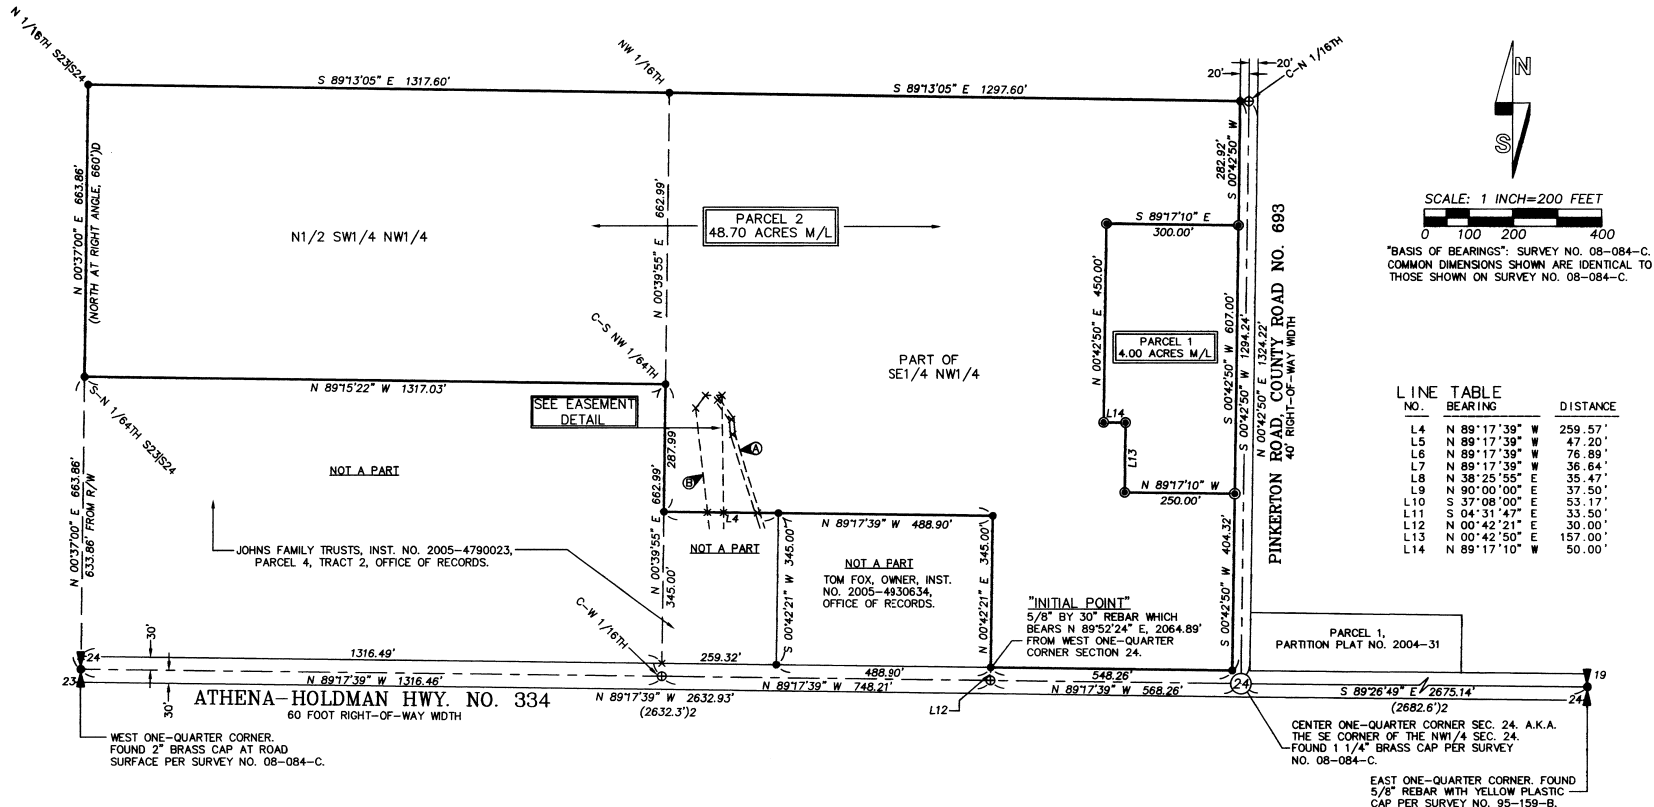 N 1/16TH S23|S24
S 89°13'05" E 1317.60'
NW 1/16TH
S 89°13'05" E 1297.60'
20'
20'
C-N 1/16TH
N
S
SCALE: 1 INCH=200 FEET
0 100 200 400
"BASIS OF BEARINGS": SURVEY NO. 08-084-C.
COMMON DIMENSIONS SHOWN ARE IDENTICAL TO
THOSE SHOWN ON SURVEY NO. 08-084-C.
N 00°37'00" E 663.86'
(NORTH AT RIGHT ANGLE, 660')D
N1/2 SW1/4 NW1/4
N 00°39'55" E 662.99'
PARCEL 2
48.70 ACRES M/L
S 00°42'50" W
282.92'
S 89°17'10" E
300.00'
N 00°42'50" E 450.00'
PARCEL 1
4.00 ACRES M/L
S 00°42'50" W 607.00'
S 00°42'50" W 1294.24'
N 00°42'50" E 1324.22'
PINKERTON ROAD, COUNTY ROAD NO. 693
40' RIGHT-OF-WAY WIDTH
PART OF
SE1/4 NW1/4
C-S NW 1/64TH
N 89°15'22" W 1317.03'
S-N 1/64TH S23|S24
SEE EASEMENT
DETAIL
A
B
L14
L13
N 89°17'10" W
250.00'
LINE TABLE
NO. BEARING DISTANCE
L4 N 89°17'39" W 259.57'
L5 N 89°17'39" W 47.20'
L6 N 89°17'39" W 76.89'
L7 N 89°17'39" W 36.64'
L8 N 38°25'55" E 35.47'
L9 N 90°00'00" E 37.50'
L10 S 37°08'00" E 53.17'
L11 S 04°31'47" E 33.50'
L12 N 00°42'21" E 30.00'
L13 N 00°42'50" E 157.00'
L14 N 89°17'10" W 50.00'
NOT A PART
287.99'
N 00°39'55" E 662.99'
345.00'
L4
N 89°17'39" W 488.90'
NOT A PART
N 00°37'00" E 663.86'
633.86' FROM R/W
JOHNS FAMILY TRUSTS, INST. NO. 2005-4790023,
PARCEL 4, TRACT 2, OFFICE OF RECORDS.
S 00°42'21" W 345.00'
NOT A PART
TOM FOX, OWNER, INST.
NO. 2005-4930634,
OFFICE OF RECORDS.
N 00°42'21" E 345.00'
"INITIAL POINT"
5/8" BY 30" REBAR WHICH
BEARS N 89°52'24" E, 2064.89'
FROM WEST ONE-QUARTER
CORNER SECTION 24.
S 00°42'50" W 404.32'
PARCEL 1,
PARTITION PLAT NO. 2004-31
C-W 1/16TH
30'
30'
24
23
1316.49'
259.32'
488.90'
548.26'
N 89°17'39" W 1316.46'
N 89°17'39" W 748.21'
N 89°17'39" W 568.26'
24
S 89°26'49" E 2675.14'
(2682.6')2
19
24
ATHENA-HOLDMAN HWY. NO. 334
60 FOOT RIGHT-OF-WAY WIDTH
N 89°17'39" W 2632.93'
(2632.3')2
L12
WEST ONE-QUARTER CORNER.
FOUND 2" BRASS CAP AT ROAD
SURFACE PER SURVEY NO. 08-084-C.
CENTER ONE-QUARTER CORNER SEC. 24. A.K.A.
THE SE CORNER OF THE NW1/4 SEC. 24.
FOUND 1 1/4" BRASS CAP PER SURVEY
NO. 08-084-C.
EAST ONE-QUARTER CORNER. FOUND
5/8" REBAR WITH YELLOW PLASTIC
CAP PER SURVEY NO. 95-159-B.